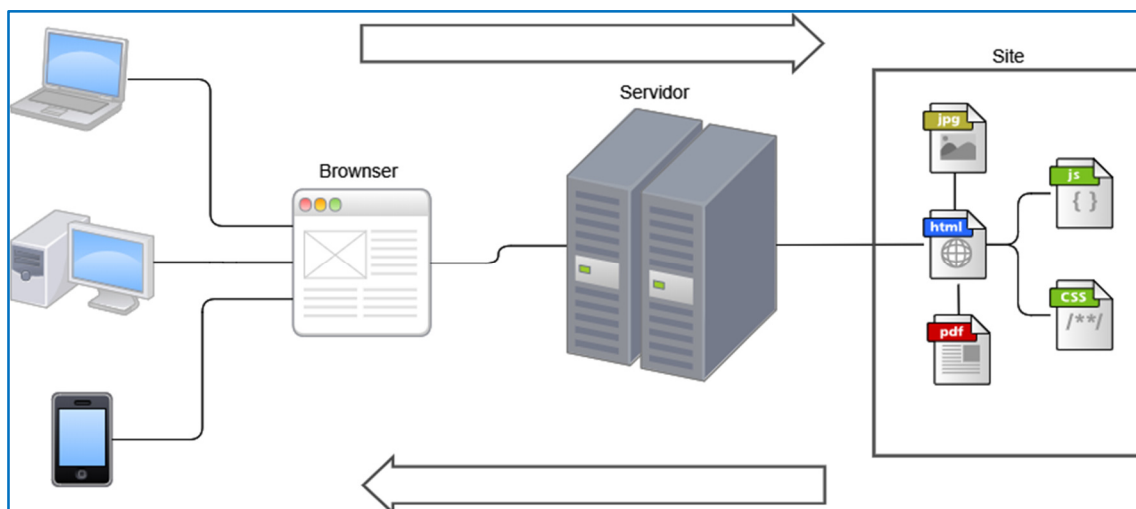 Site
Servidor
jpg
Brownser
js
{ }
html
CSS
/**/
pdf